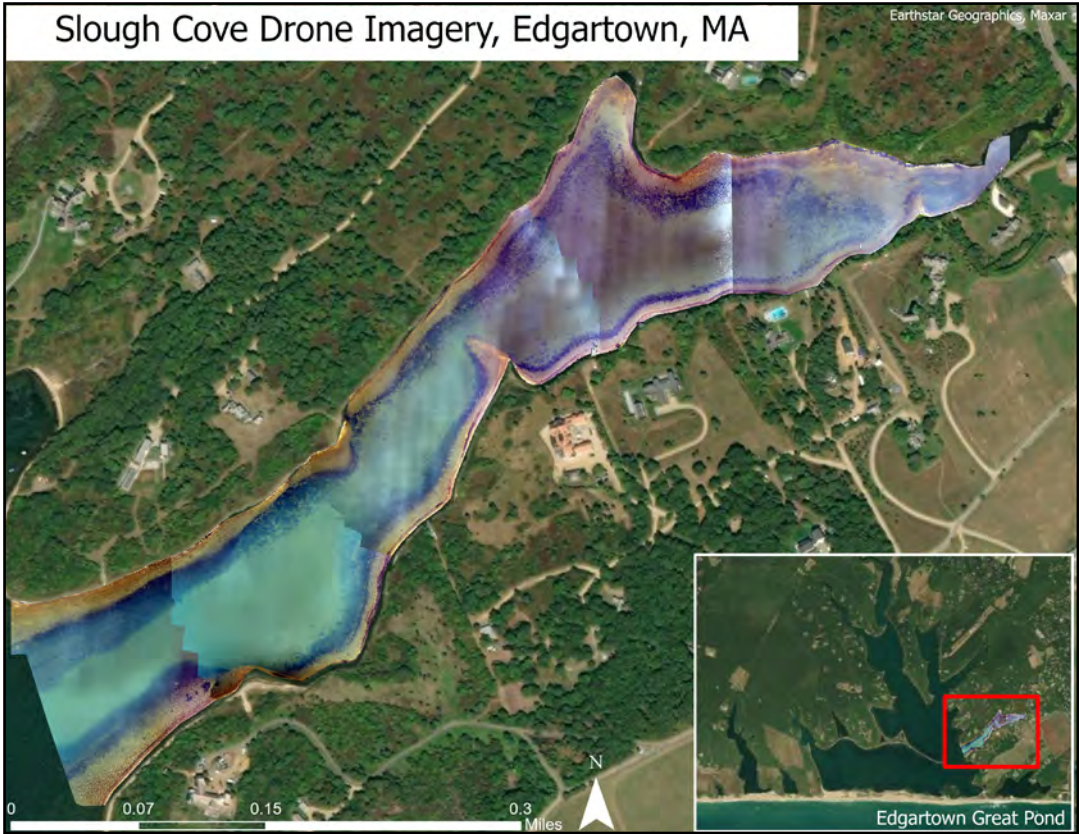 Slough Cove Drone Imagery, Edgartown, MA
Earthstar Geographics, Maxar
N
0 0.07 0.15 0.3
Miles
Edgartown Great Pond